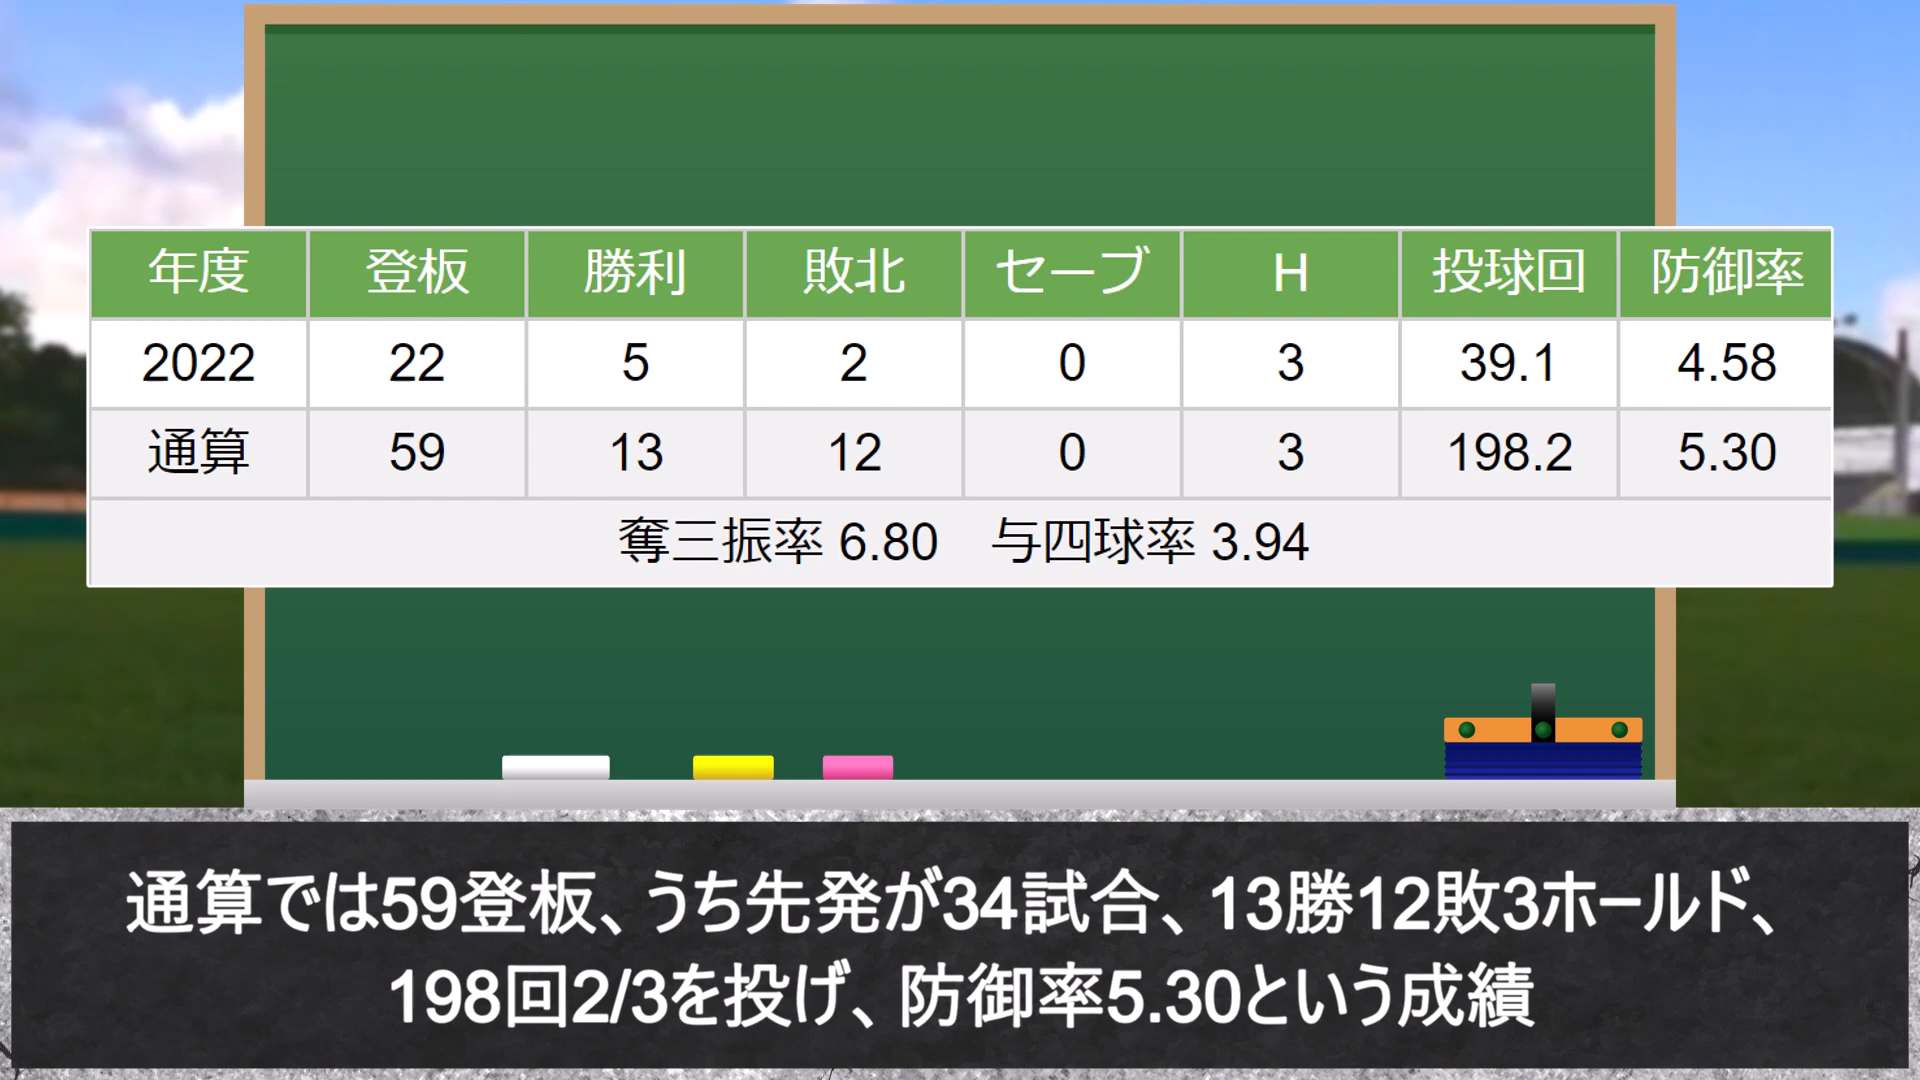 年度 登板 勝利 敗北 セーブ H 投球回 防御率
2022 22 5 2 0 3 39.1 4.58
通算 59 13 12 0 3 198.2 5.30
奪三振率 6.80 与四球率 3.94
通算では59登板、うち先発が34試合、13勝12敗3ホールド、
198回2/3を投げ、防御率5.30という成績